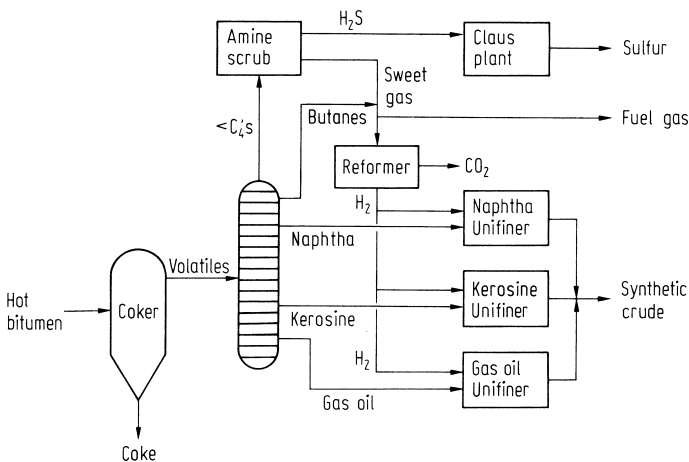 H₂S
Amine
scrub
Claus
plant
Sulfur
Sweet
gas
<C₄'s
Butanes
Fuel gas
Reformer
CO₂
H₂
Naphtha
Unifiner
Naphtha
Volatiles
Hot
bitumen
Coker
Kerosine
Unifiner
Synthetic
crude
Kerosine
H₂
Gas oil
Unifiner
Gas oil
Coke